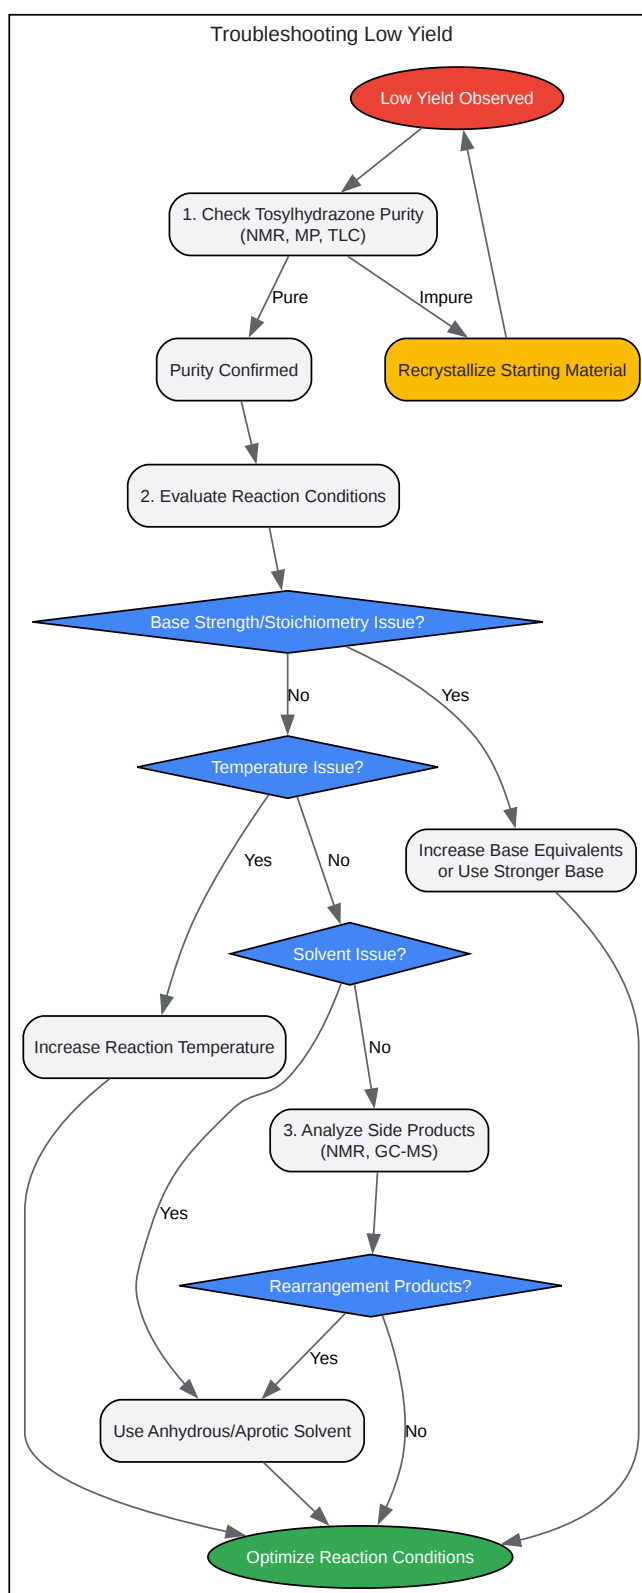 Troubleshooting Low Yield
Low Yield Observed
1. Check Tosylhydrazone Purity
(NMR, MP, TLC)
Pure
Impure
Purity Confirmed
Recrystallize Starting Material
2. Evaluate Reaction Conditions
Base Strength/Stoichiometry Issue?
No
Yes
Temperature Issue?
Increase Base Equivalents
or Use Stronger Base
Yes
No
Solvent Issue?
Increase Reaction Temperature
No
3. Analyze Side Products
(NMR, GC-MS)
Yes
Rearrangement Products?
Yes
No
Use Anhydrous/Aprotic Solvent
Optimize Reaction Conditions